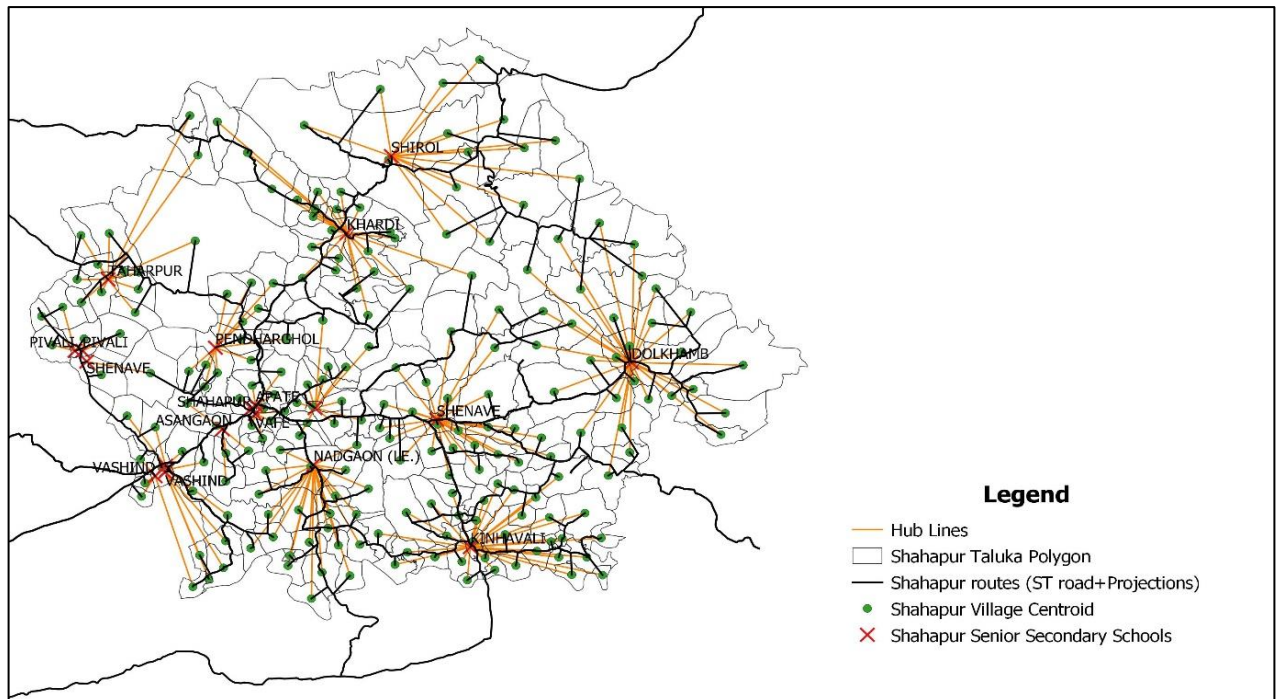 SHIROL
KHARDI
TAHARPUR
PIVALI
PIVALI
PENDHARGHOL
SHENAVE
DOLKHAMB
SHAHAPUR
APATE
ASANGAON
VAFE
SHENAVE
VASHIND
NADGAON (LE.)
VASHIND
KINHAVALI
Legend
Hub Lines
Shahapur Taluka Polygon
Shahapur routes (ST road+Projections)
Shahapur Village Centroid
Shahapur Senior Secondary Schools